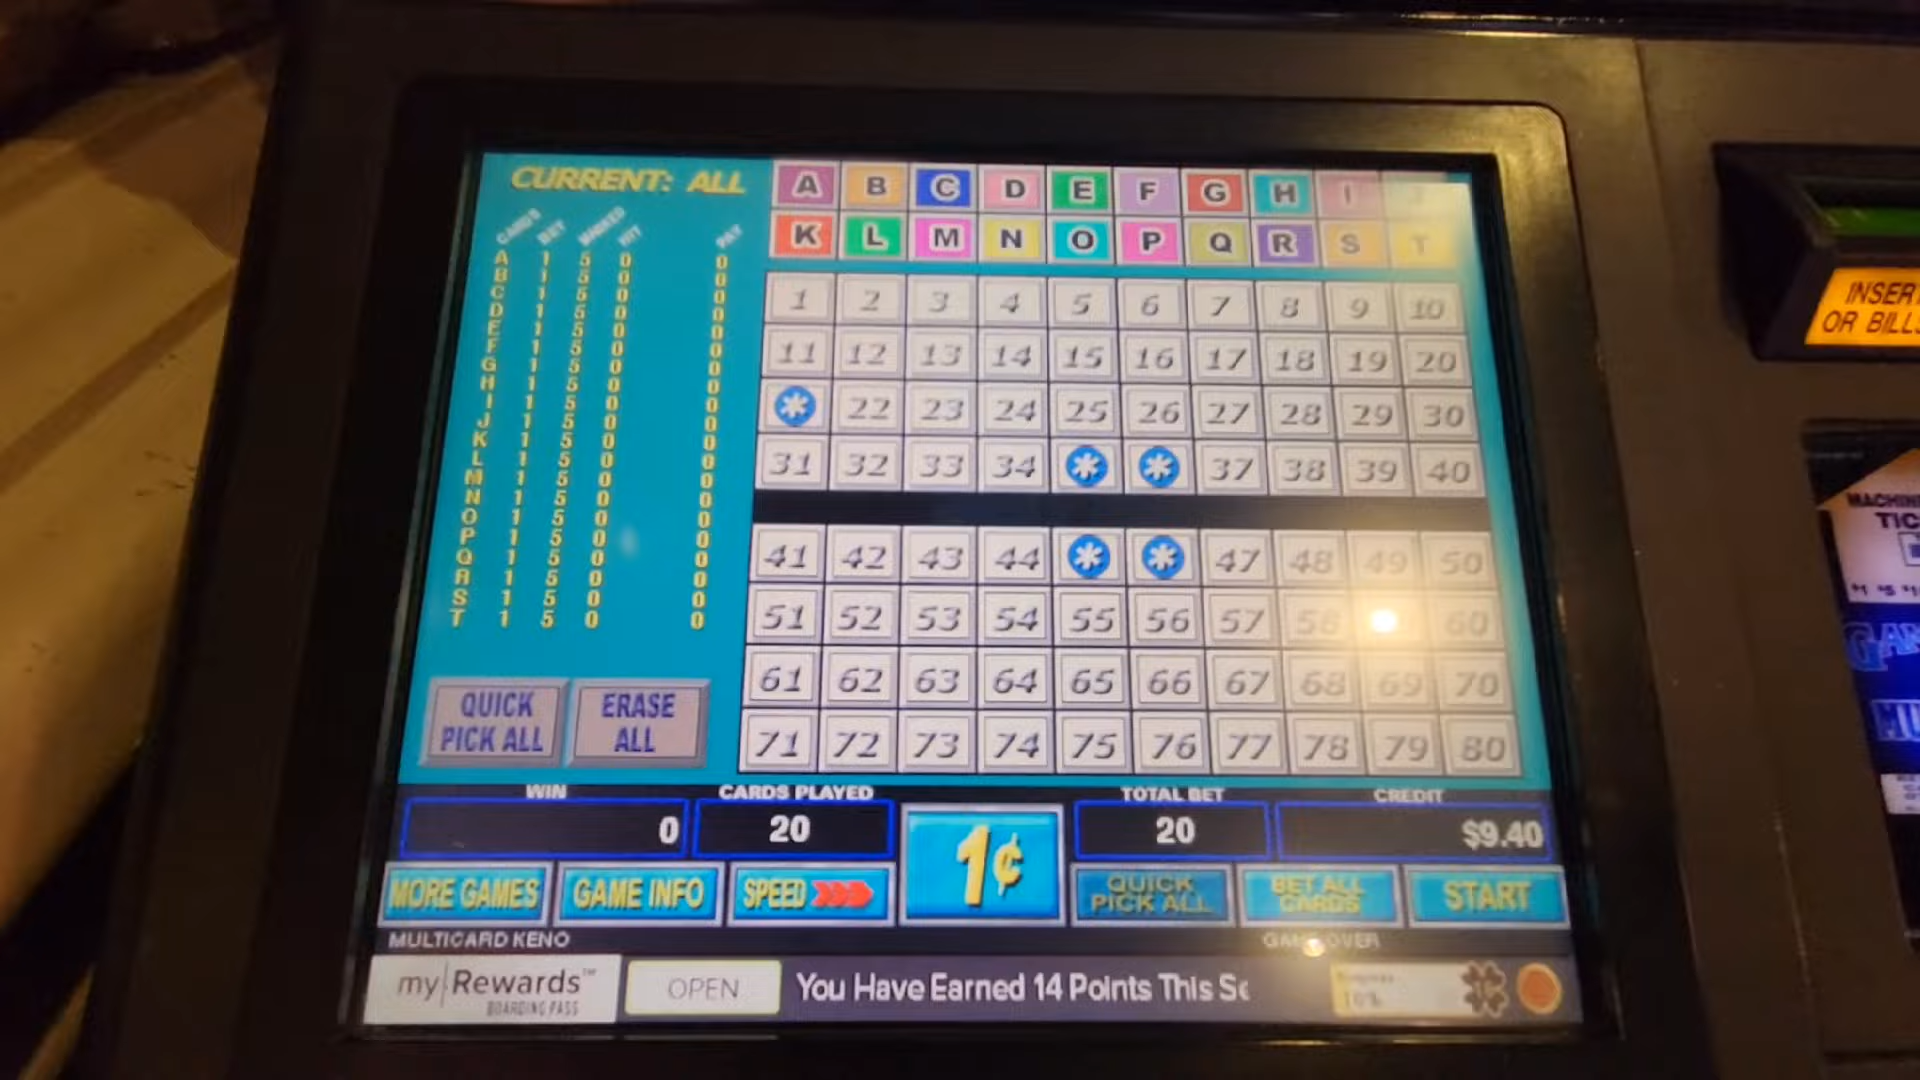 CURRENT: ALL
CARDS BET MARKED HIT PAY
A 1 5 0 0
B 1 5 0 0
C 1 5 0 0
D 1 5 0 0
E 1 5 0 0
F 1 5 0 0
G 1 5 0 0
H 1 5 0 0
I 1 5 0 0
J 1 5 0 0
K 1 5 0 0
L 1 5 0 0
M 1 5 0 0
N 1 5 0 0
O 1 5 0 0
P 1 5 0 0
Q 1 5 0 0
R 1 5 0 0
S 1 5 0 0
T 1 5 0 0
QUICK
PICK ALL
ERASE
ALL
A B C D E F G H I
K L M N O P Q R S T
1 2 3 4 5 6 7 8 9 10
11 12 13 14 15 16 17 18 19 20
22 23 24 25 26 27 28 29 30
31 32 33 34 37 38 39 40
41 42 43 44 47 48 49 50
51 52 53 54 55 56 57 58 60
61 62 63 64 65 66 67 68 69 70
71 72 73 74 75 76 77 78 79 80
WIN CARDS PLAYED TOTAL BET CREDIT
0 20 1¢ 20 $9.40
MORE GAMES GAME INFO SPEED
QUICK
PICK ALL
BET ALL
CARDS
START
MULTICARD KENO GAME OVER
my|Rewards™
BOARDING PASS
OPEN
You Have Earned 14 Points This Se
10%
INSERT
OR BILLS
MACHIN
TIC
$1 $5 $1